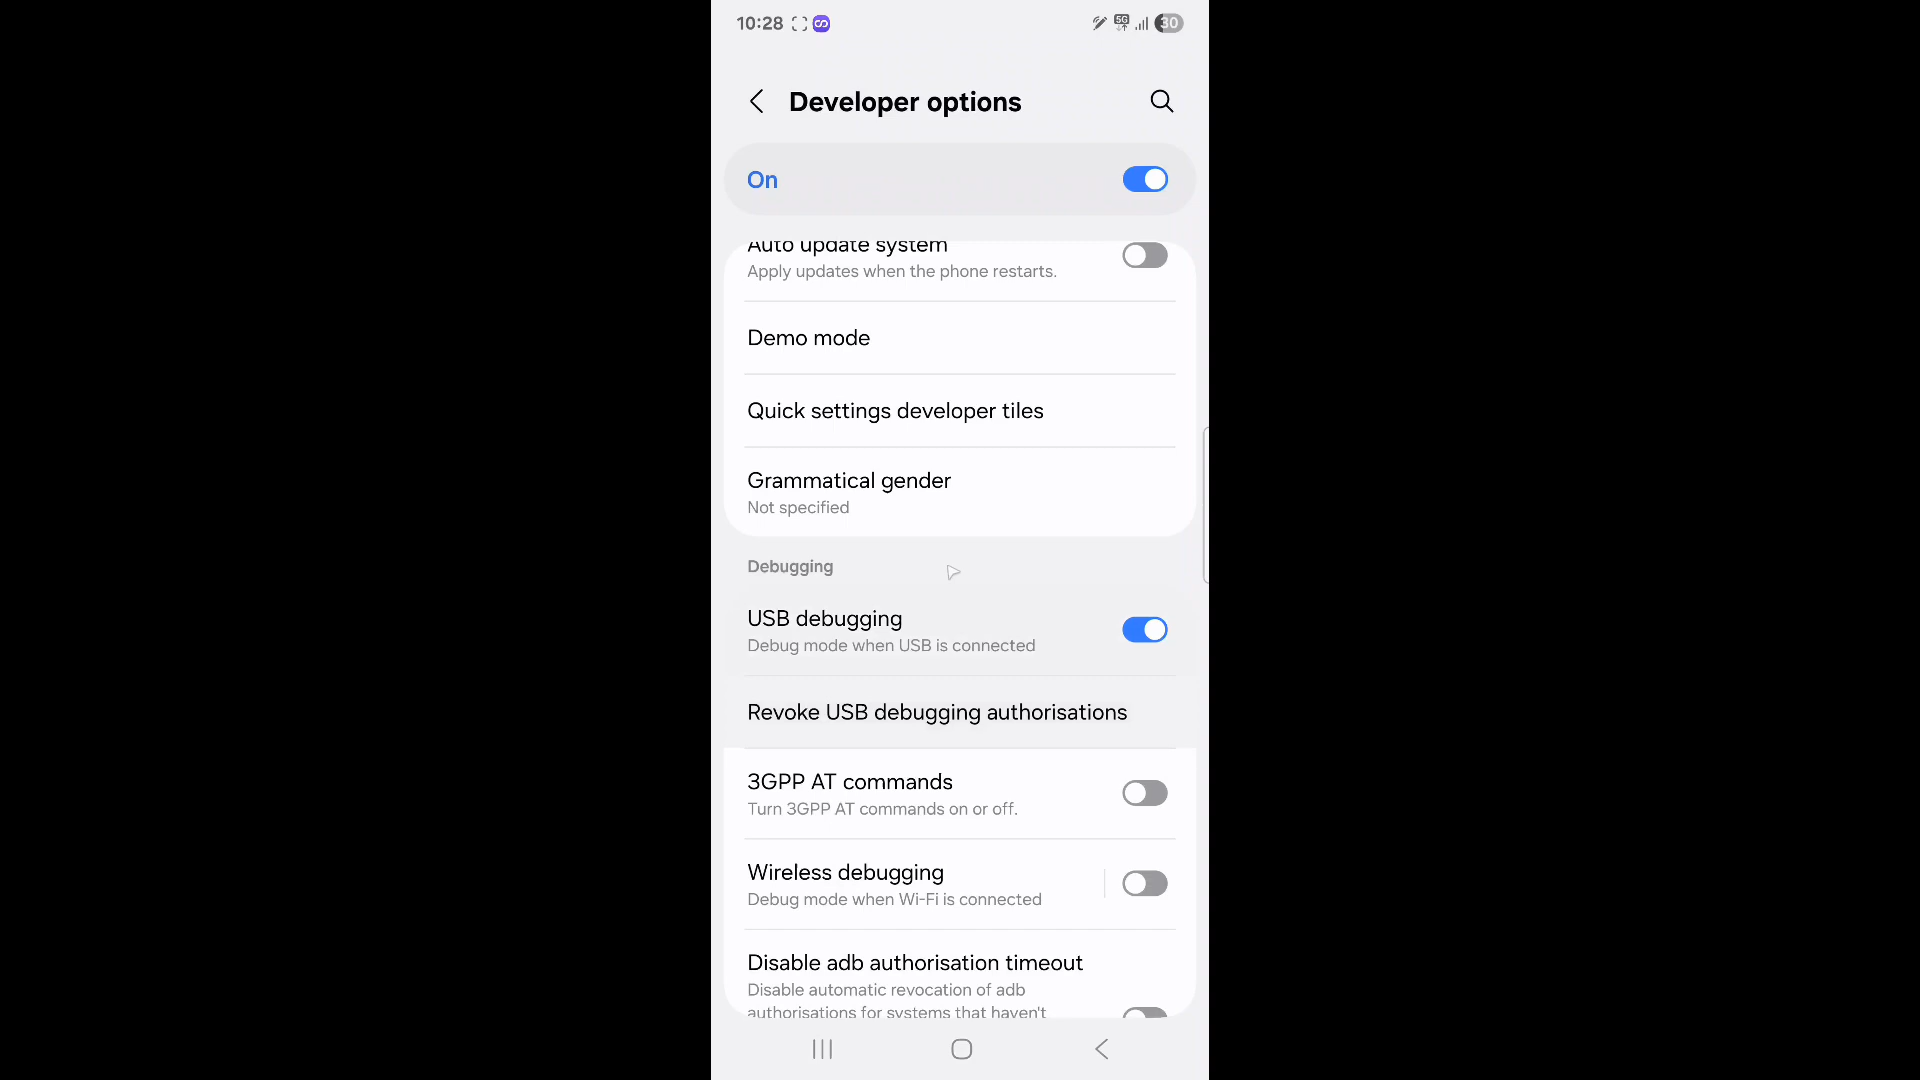 10:28
5G
30
Developer options
On
Auto update system
Apply updates when the phone restarts.
Demo mode
Quick settings developer tiles
Grammatical gender
Not specified
Debugging
USB debugging
Debug mode when USB is connected
Revoke USB debugging authorisations
3GPP AT commands
Turn 3GPP AT commands on or off.
Wireless debugging
Debug mode when Wi-Fi is connected
Disable adb authorisation timeout
Disable automatic revocation of adb
authorisations for systems that haven't